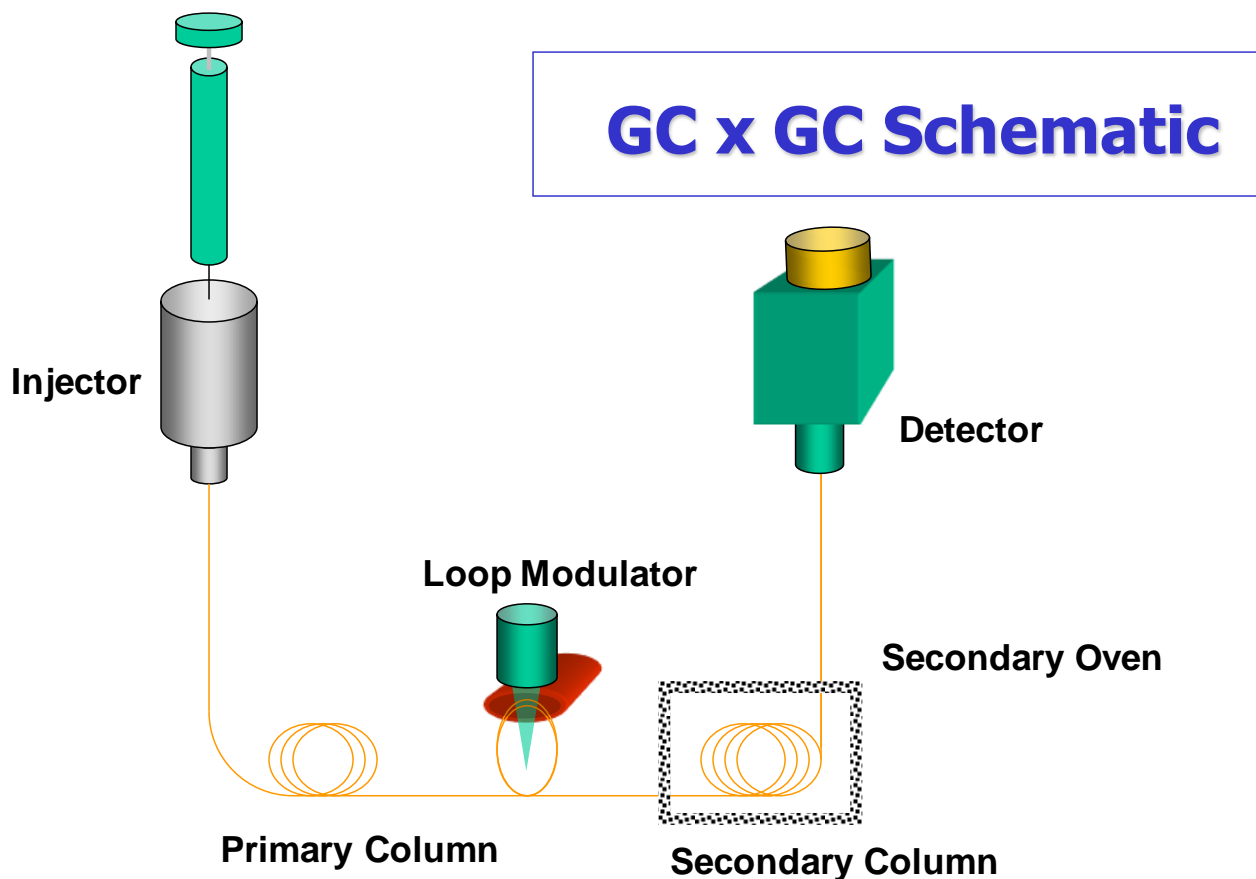 GC x GC Schematic
Injector
Detector
Loop Modulator
Secondary Oven
Primary Column
Secondary Column